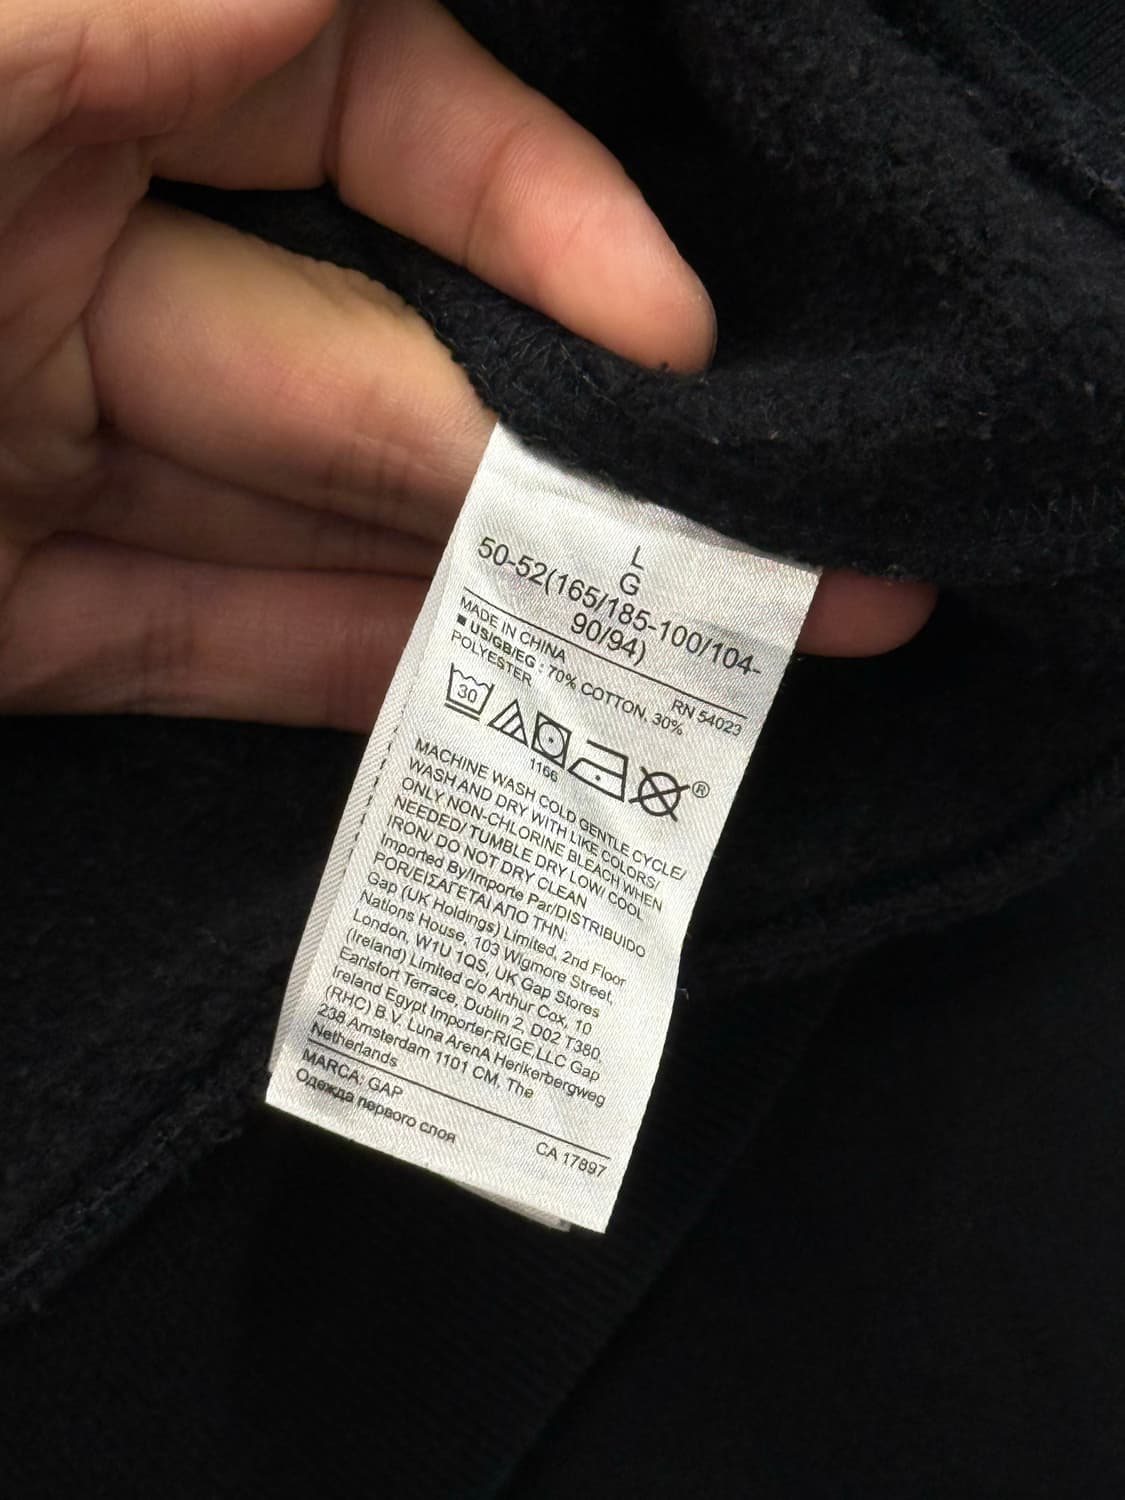 L
G
50-52(165/185-100/104-
90/94)
MADE IN CHINA
RN 54023
■ US/GB/EG : 70% COTTON, 30%
POLYESTER
30
1166
®
MACHINE WASH COLD GENTLE CYCLE/
WASH AND DRY WITH LIKE COLORS/
ONLY NON-CHLORINE BLEACH WHEN
NEEDED/ TUMBLE DRY LOW/ COOL
IRON/ DO NOT DRY CLEAN
Imported By/Importe Par/DISTRIBUIDO
POR/ΕΙΣΑΓΕΤΑΙ ΑΠΟ ΤΗΝ,
Gap (UK Holdings) Limited, 2nd Floor
Nations House, 103 Wigmore Street,
London, W1U 1QS, UK Gap Stores
(Ireland) Limited c/o Arthur Cox, 10
Earlsfort Terrace, Dublin 2, D02 T380,
Ireland Egypt Importer:RIGE,LLC Gap
(RHC) B.V. Luna ArenA Herikerbergweg
238 Amsterdam 1101 CM. The
Netherlands
MARCA: GAP
Одежда первого слоя
CA 17897